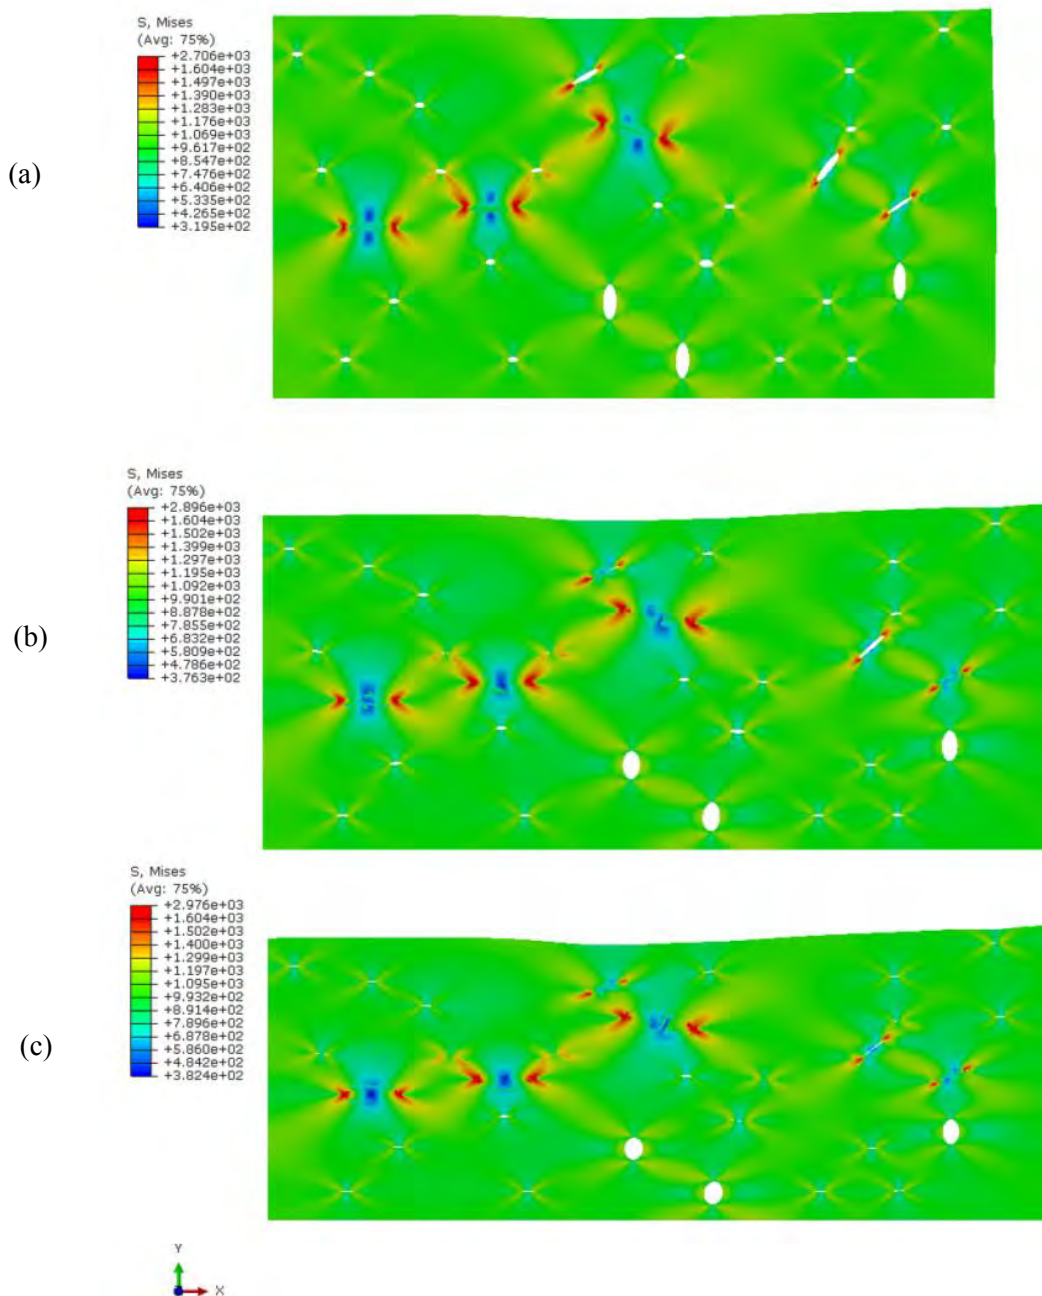 S, Mises
(Avg: 75%)
+2.706e+03
+1.604e+03
+1.497e+03
+1.390e+03
+1.283e+03
+1.176e+03
+1.069e+03
+9.617e+02
+8.547e+02
+7.476e+02
+6.406e+02
+5.335e+02
+4.265e+02
+3.195e+02
(a)
S, Mises
(Avg: 75%)
+2.896e+03
+1.604e+03
+1.502e+03
+1.399e+03
+1.297e+03
+1.195e+03
+1.092e+03
+9.901e+02
+8.878e+02
+7.855e+02
+6.832e+02
+5.809e+02
+4.786e+02
+3.763e+02
(b)
S, Mises
(Avg: 75%)
+2.976e+03
+1.604e+03
+1.502e+03
+1.400e+03
+1.299e+03
+1.197e+03
+1.095e+03
+9.932e+02
+8.914e+02
+7.896e+02
+6.878e+02
+5.860e+02
+4.842e+02
+3.824e+02
(c)
Y
X